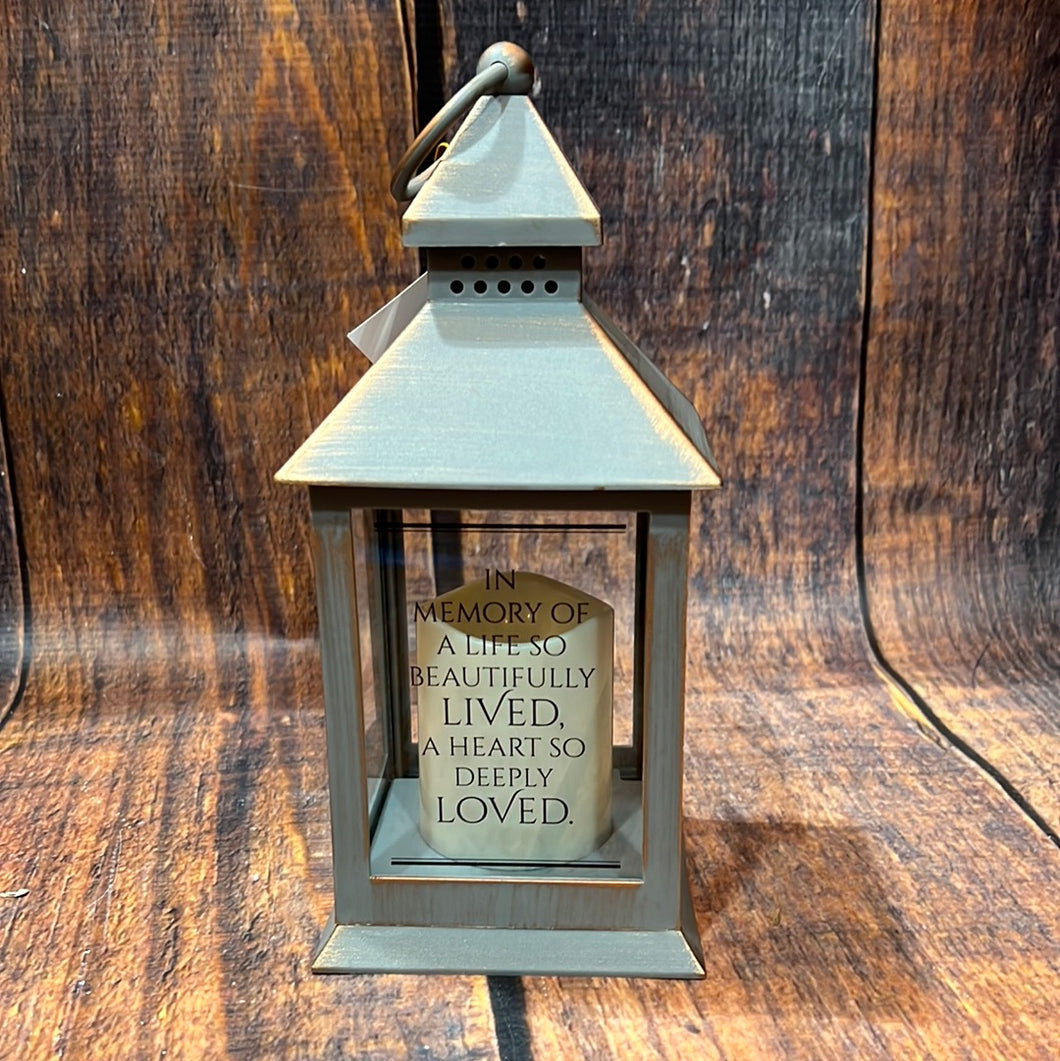 IN
MEMORY OF
A LIFE SO
BEAUTIFULLY
LIVED,
A HEART SO
DEEPLY
LOVED.